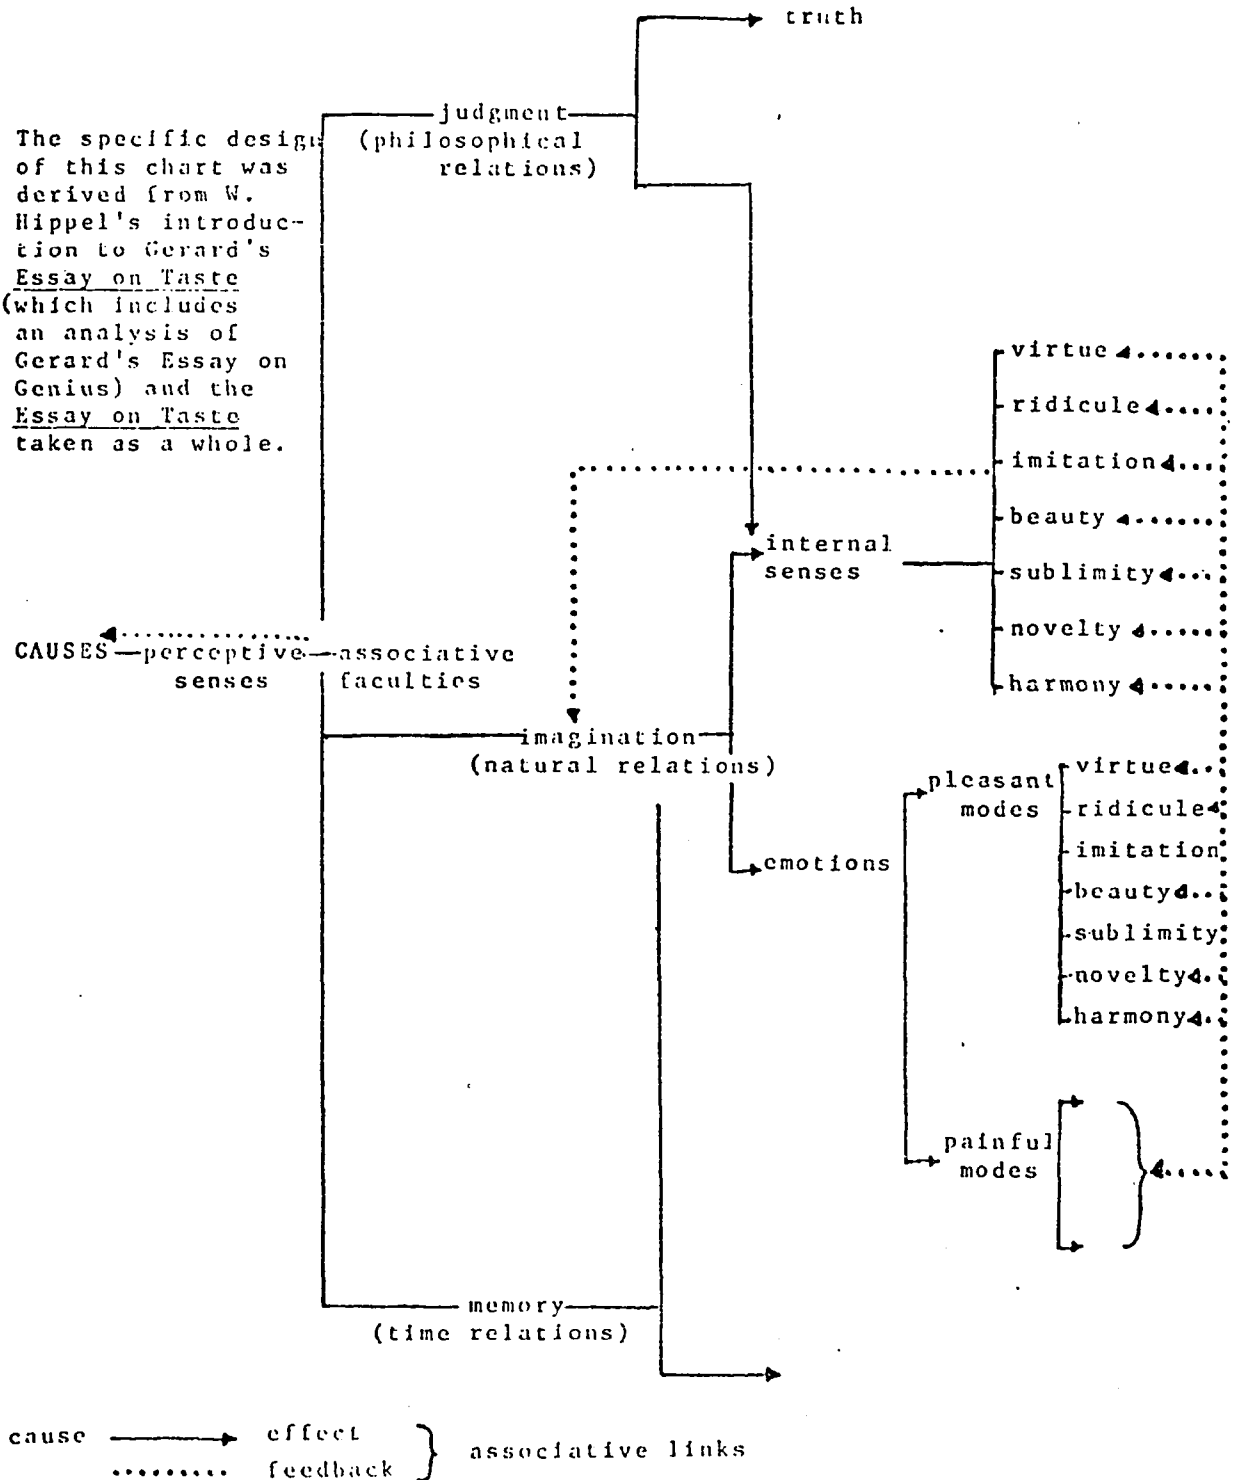 truth
judgment
(philosophical
relations)
The specific design
of this chart was
derived from W.
Hippel's introduc-
tion to Gerard's
Essay on Taste
(which includes
an analysis of
Gerard's Essay on
Genius) and the
Essay on Taste
taken as a whole.
virtue
ridicule
imitation
beauty
sublimity
novelty
harmony
internal
senses
CAUSES perceptive associative
senses faculties
imagination
(natural relations)
pleasant
modes
virtue
ridicule
imitation
beauty
sublimity
novelty
harmony
emotions
painful
modes
memory
(time relations)
cause effect
feedback
associative links